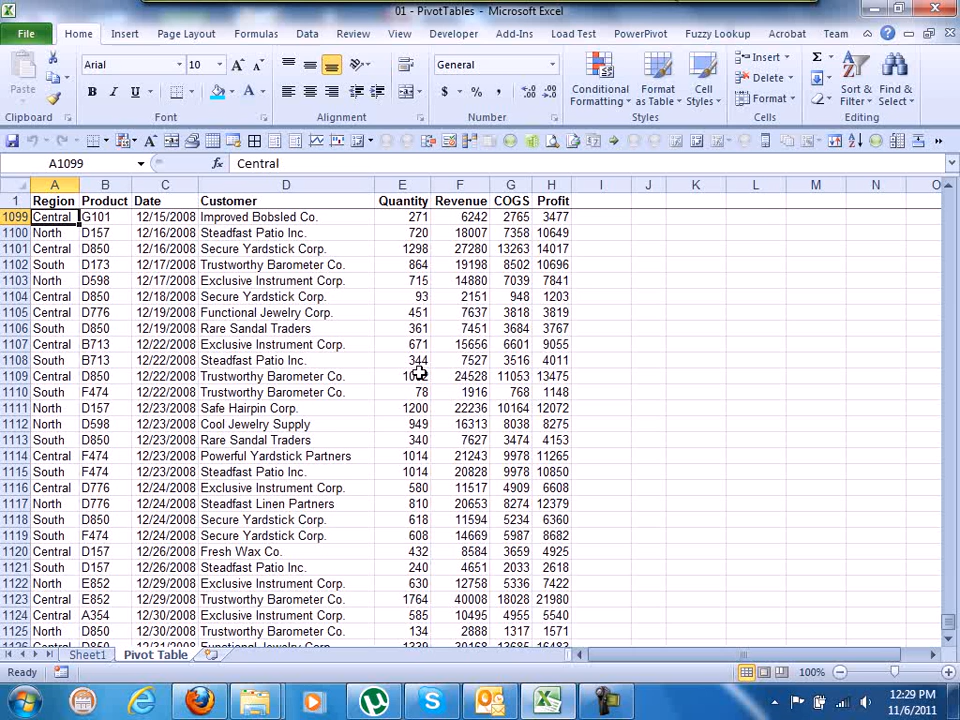 01 - PivotTables - Microsoft Excel
File Home Insert Page Layout Formulas Data Review View Developer Add-Ins Load Test PowerPivot Fuzzy Lookup Acrobat Team
Paste
Arial 10
General
Conditional Formatting
Format as Table
Cell Styles
Insert
Delete
Format
Sort & Filter
Find & Select
Clipboard Font Alignment Number Styles Cells Editing
A1099 fx Central
A B C D E F G H I J K L M N O
1 Region Product Date Customer Quantity Revenue COGS Profit
1099 Central G101 12/15/2008 Improved Bobsled Co. 271 6242 2765 3477
1100 North D157 12/16/2008 Steadfast Patio Inc. 720 18007 7358 10649
1101 Central D850 12/16/2008 Secure Yardstick Corp. 1298 27280 13263 14017
1102 South D173 12/17/2008 Trustworthy Barometer Co. 864 19198 8502 10696
1103 North D598 12/17/2008 Exclusive Instrument Corp. 715 14880 7039 7841
1104 Central D850 12/18/2008 Secure Yardstick Corp. 93 2151 948 1203
1105 Central D776 12/19/2008 Functional Jewelry Corp. 451 7637 3818 3819
1106 South D850 12/19/2008 Rare Sandal Traders 361 7451 3684 3767
1107 Central B713 12/22/2008 Exclusive Instrument Corp. 671 15656 6601 9055
1108 South B713 12/22/2008 Steadfast Patio Inc. 344 7527 3516 4011
1109 Central D850 12/22/2008 Trustworthy Barometer Co. 24528 11053 13475
1110 South F474 12/22/2008 Trustworthy Barometer Co. 78 1916 768 1148
1111 North D157 12/23/2008 Safe Hairpin Corp. 1200 22236 10164 12072
1112 North D598 12/23/2008 Cool Jewelry Supply 949 16313 8038 8275
1113 South D850 12/23/2008 Rare Sandal Traders 340 7627 3474 4153
1114 Central F474 12/23/2008 Powerful Yardstick Partners 1014 21243 9978 11265
1115 South F474 12/23/2008 Steadfast Patio Inc. 1014 20828 9978 10850
1116 Central D776 12/24/2008 Exclusive Instrument Corp. 580 11517 4909 6608
1117 North D776 12/24/2008 Steadfast Linen Partners 810 20653 8274 12379
1118 South D850 12/24/2008 Secure Yardstick Corp. 618 11594 5234 6360
1119 South F474 12/24/2008 Secure Yardstick Corp. 608 14669 5987 8682
1120 Central D157 12/26/2008 Fresh Wax Co. 432 8584 3659 4925
1121 South D157 12/26/2008 Steadfast Patio Inc. 240 4651 2033 2618
1122 North E852 12/29/2008 Exclusive Instrument Corp. 630 12758 5336 7422
1123 Central E852 12/29/2008 Trustworthy Barometer Co. 1764 40008 18028 21980
1124 Central A354 12/30/2008 Exclusive Instrument Corp. 585 10495 4955 5540
1125 North D850 12/30/2008 Trustworthy Barometer Co. 134 2888 1317 1571
1126 Central D850 12/31/2008 Functional Jewelry Corp. 1339 30158 13685 16483
Sheet1 Pivot Table
Ready 100%
12:29 PM
11/6/2011